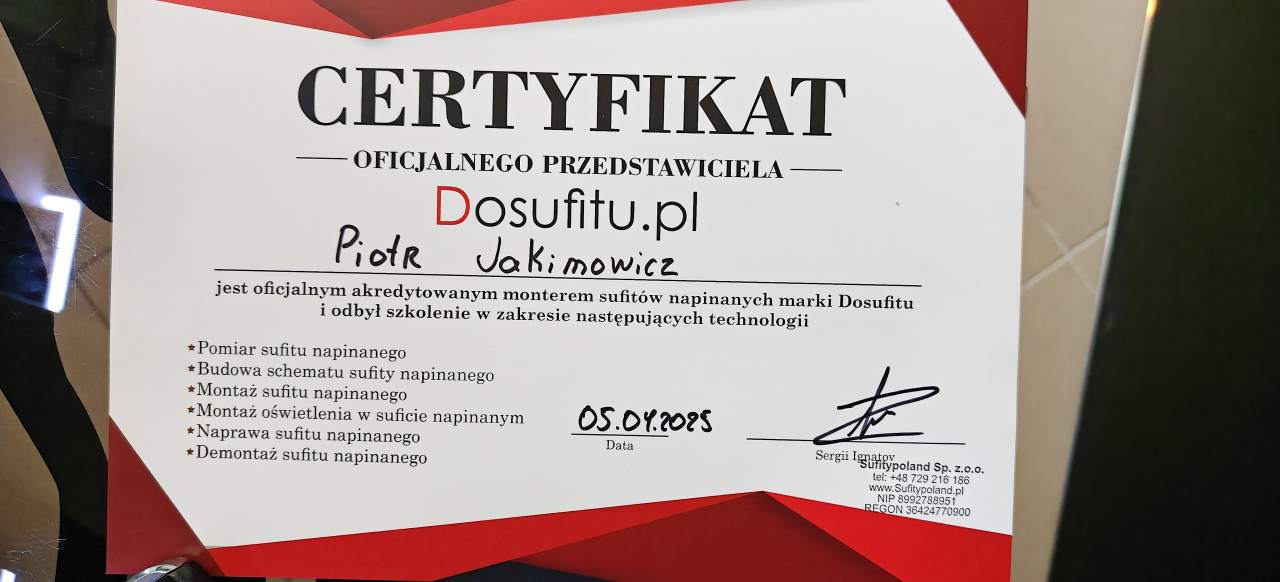 CERTYFIKAT
OFICJALNEGO PRZEDSTAWICIELA
Dosufitu.pl
Piotr Jakimowicz
jest oficjalnym akredytowanym monterem sufitów napinanych marki Dosufitu
i odbył szkolenie w zakresie następujących technologii
*Pomiar sufitu napinanego
*Budowa schematu sufity napinanego
*Montaż sufitu napinanego
*Montaż oświetlenia w suficie napinanym
*Naprawa sufitu napinanego
*Demontaż sufitu napinanego
05.04.2025
Data
Sergii Ignatov
Sufitypoland Sp. z.o.o.
tel: +48 729 216 186
www.Sufitypoland.pl
NIP 8992788951
REGON 36424770900